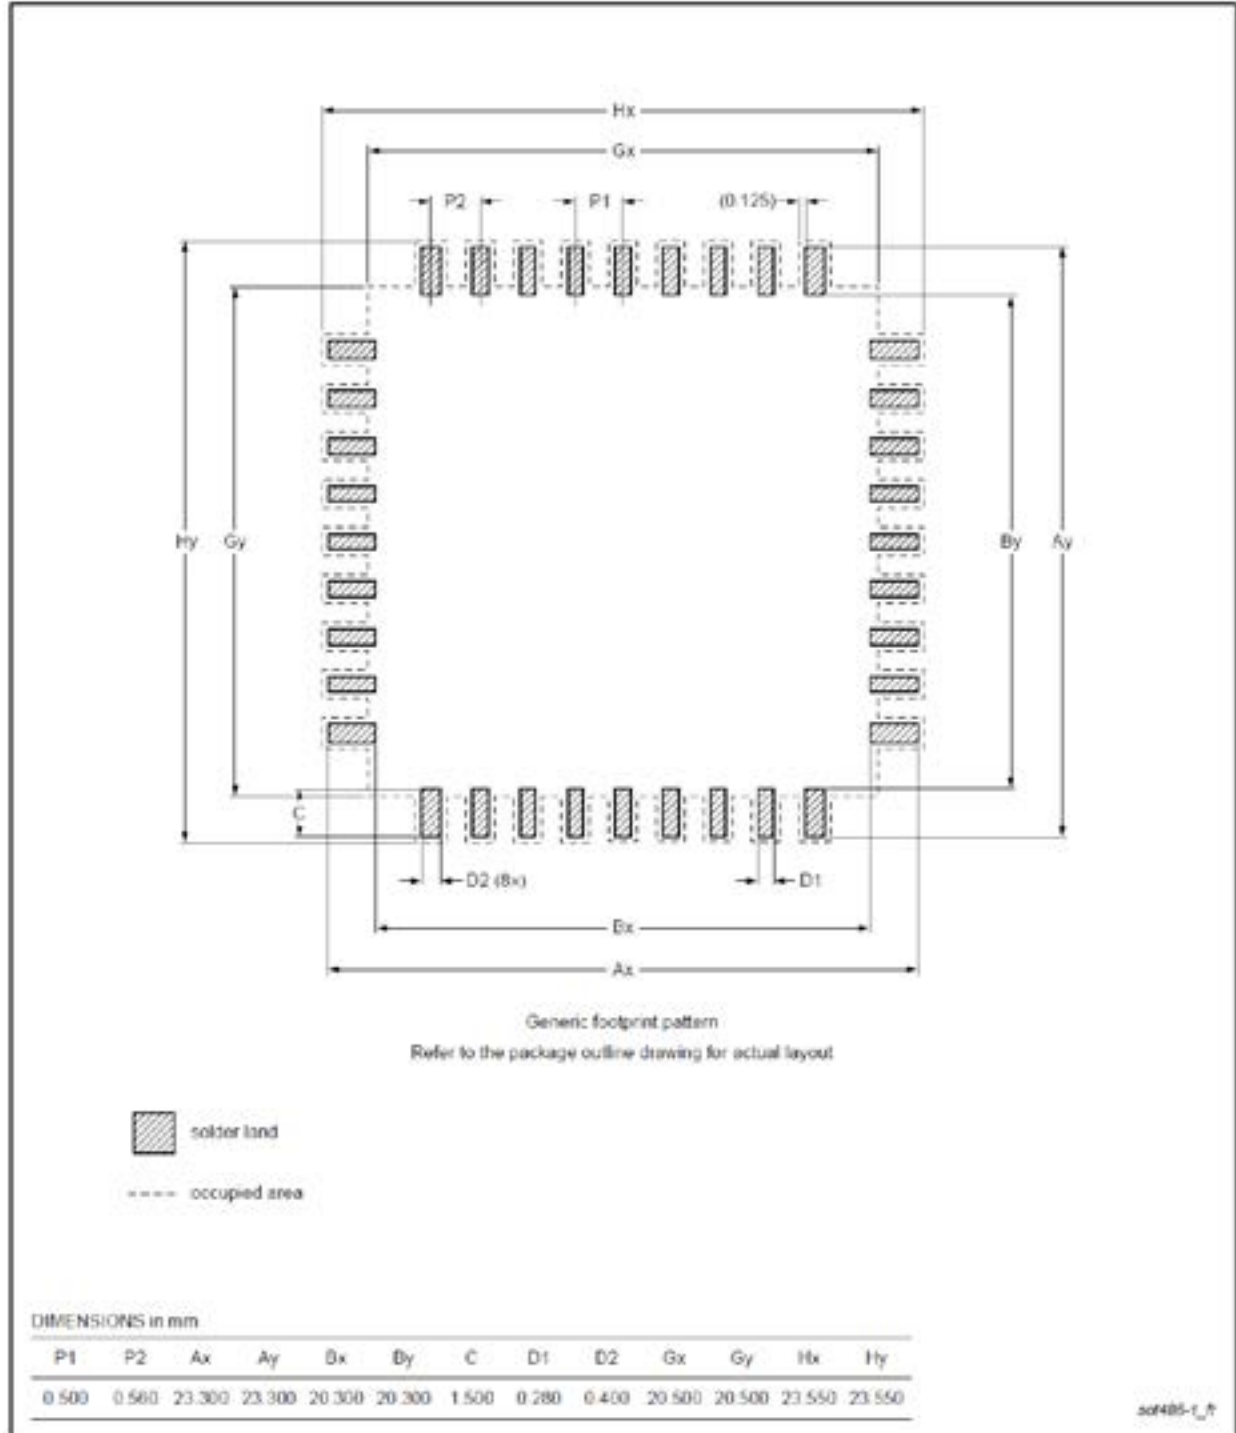 Hx
Gx
P2 P1 (0.125)
Hy Gy By Ay
C
D2 (8×) D1
Bx
Ax
Generic footprint pattern
Refer to the package outline drawing for actual layout
solder land
occupied area
DIMENSIONS in mm
P1 P2 Ax Ay Bx By C D1 D2 Gx Gy Hx Hy
0.500 0.560 23.300 23.300 20.300 20.300 1.500 0.280 0.400 20.500 20.500 23.550 23.550
sot486-1_fr